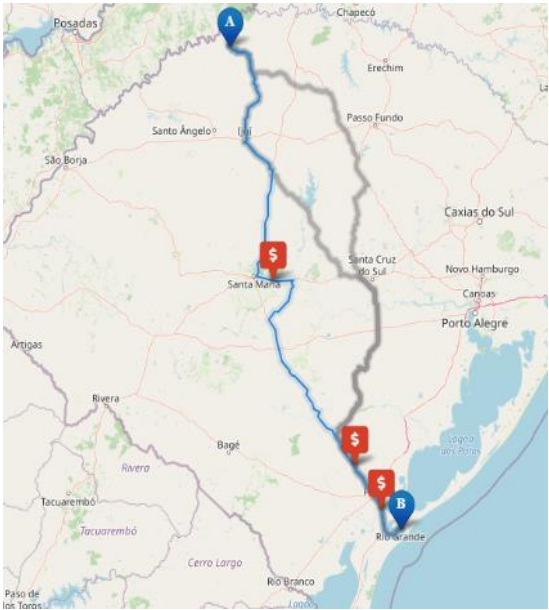 Posadas
A
Chapecó
Erechim
Santo Ângelo
Ijuí
Passo Fundo
São Borja
Caxias do Sul
$
Santa Maria
Santa Cruz
do Sul
Novo Hamburgo
Canoas
Porto Alegre
Artigas
Rivera
Bagé
$
Lagoa
dos Patos
Rivera
$
B
Tacuarembó
Rio Grande
Tacuarembó
Cerro Largo
Rio Branco
Paso de
los Toros